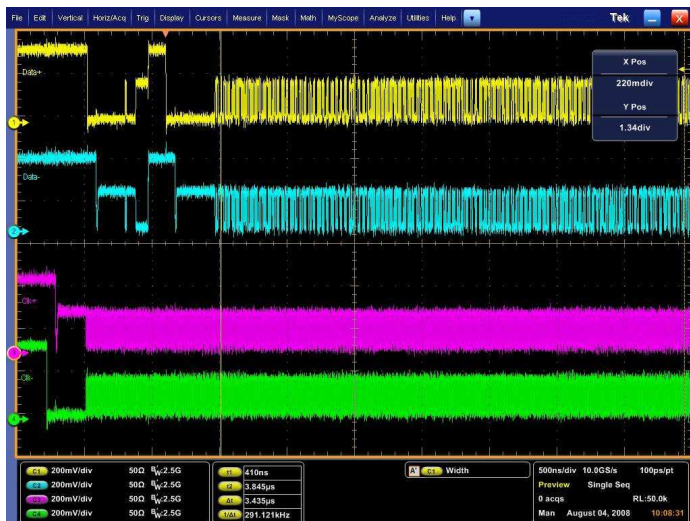 File Edit Vertical Horiz/Acq Trig Display Cursors Measure Mask Math MyScope Analyze Utilities Help Tek
X Pos
220mdiv
Y Pos
1.34div
Data+
1
Data-
2
Clk+
Clk-
C1 200mV/div 50Ω BW:2.5G
C2 200mV/div 50Ω BW:2.5G
C3 200mV/div 50Ω BW:2.5G
C4 200mV/div 50Ω BW:2.5G
t1 410ns
t2 3.845µs
Δt 3.435µs
1/Δt 291.121kHz
A' C1 Width
500ns/div 10.0GS/s 100ps/pt
Preview Single Seq
0 acqs RL:50.0k
Man August 04, 2008 10:08:31